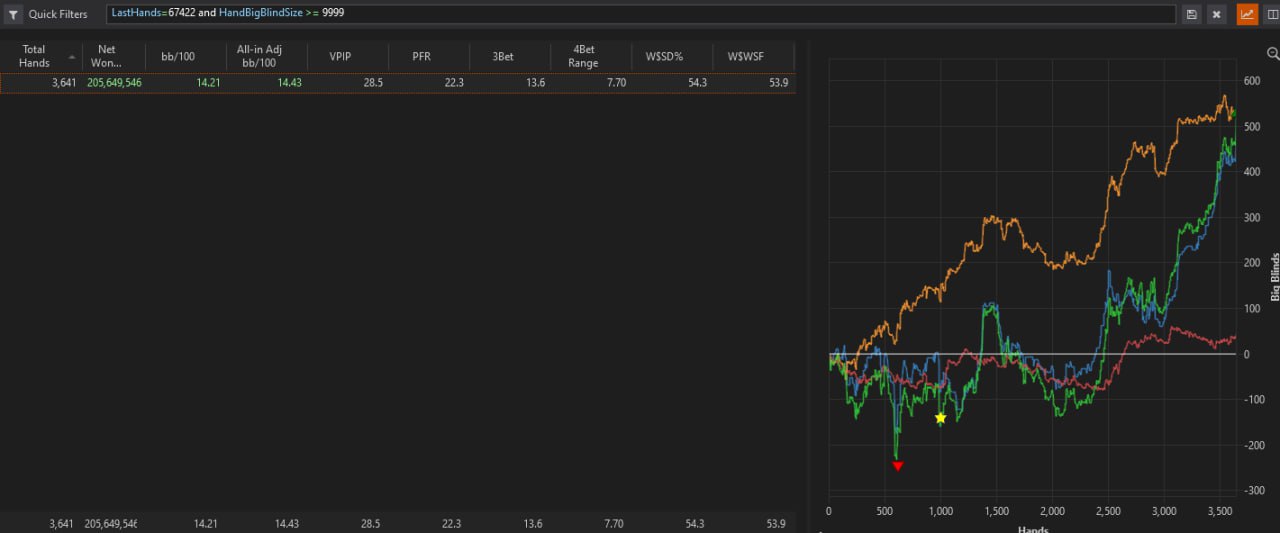 Quick Filters LastHands=67422 and HandBigBlindSize >= 9999
Total Hands Net Won... bb/100 All-in Adj bb/100 VPIP PFR 3Bet 4Bet Range W$SD% W$WSF
3,641 205,649,546 14.21 14.43 28.5 22.3 13.6 7.70 54.3 53.9
600
500
400
300
200
100
0
-100
-200
-300
Big Blinds
0 500 1,000 1,500 2,000 2,500 3,000 3,500
Hands
3,641 205,649,546 14.21 14.43 28.5 22.3 13.6 7.70 54.3 53.9